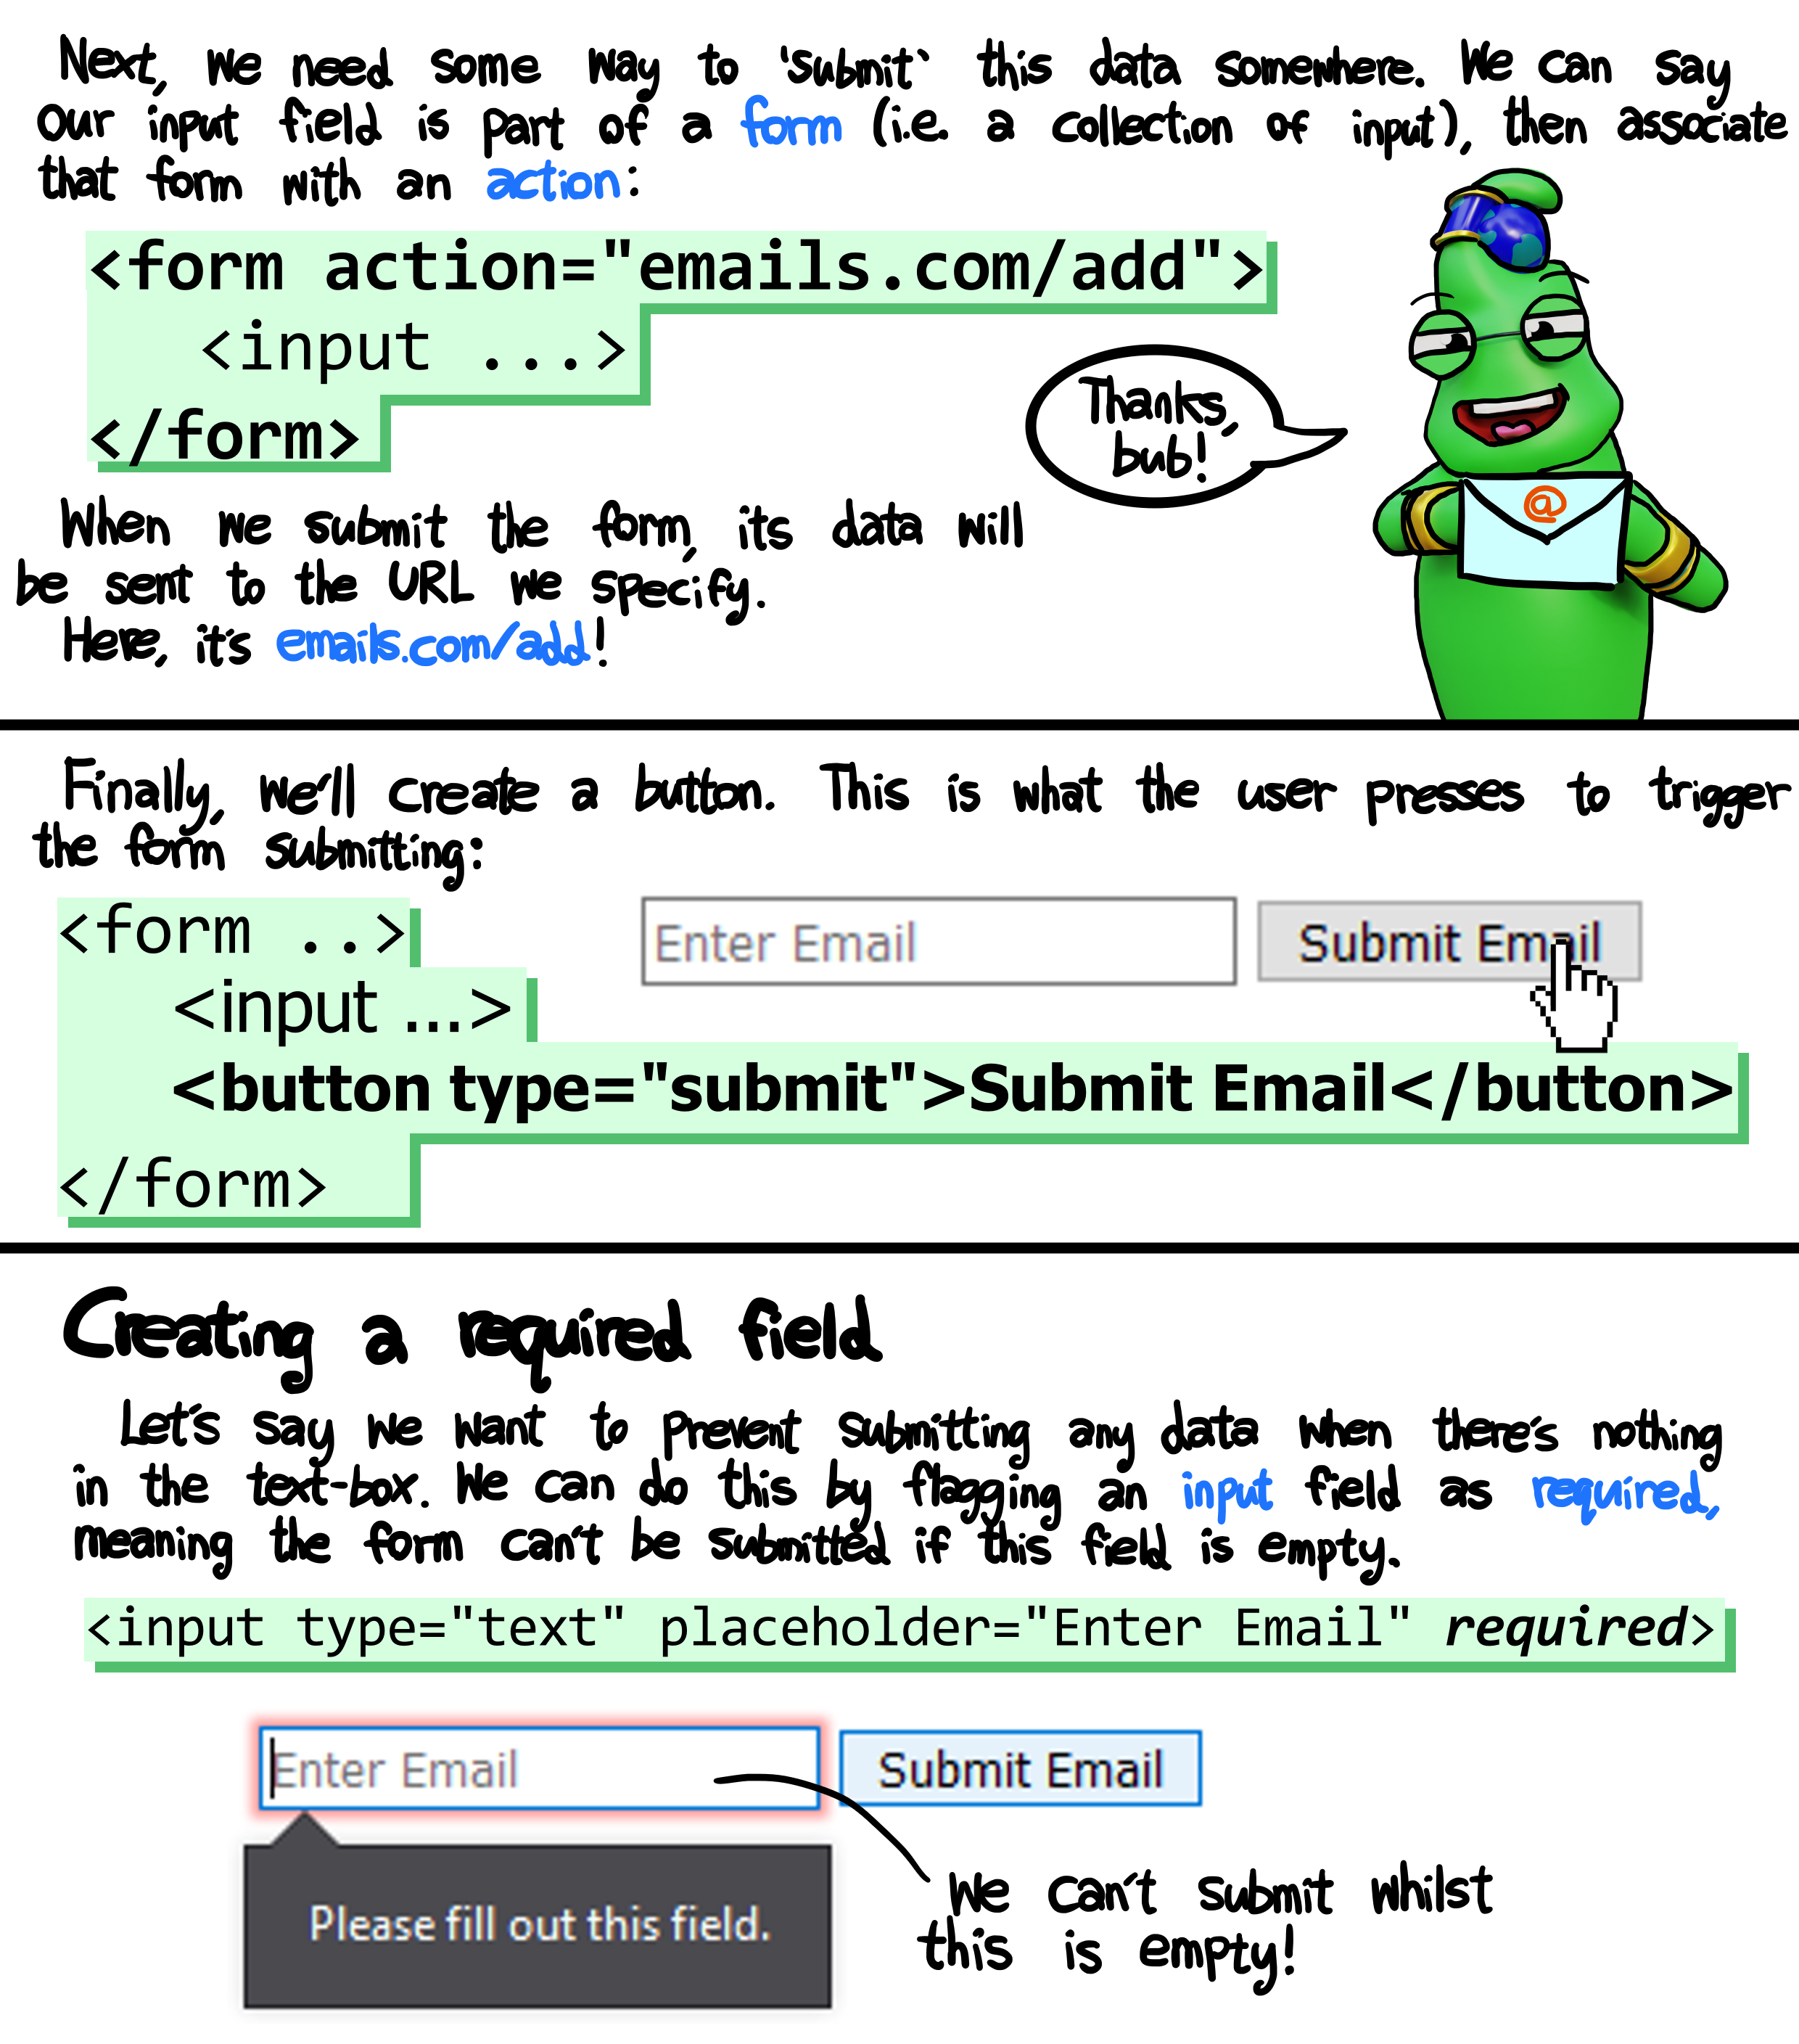 Next, we need some way to 'submit` this data somewhere. We can say
our input field is part of a form (i.e. a collection of input), then associate
that form with an action:
<form action="emails.com/add">
<input ...>
</form>
Thanks,
bub!
@
When we submit the form, its data will
be sent to the URL we specify.
Here, it's emails.com/add!
Finally, we'll create a button. This is what the user presses to trigger
the form submitting:
<form ..>
<input ...>
<button type="submit">Submit Email</button>
</form>
Enter Email
Submit Email
Creating a required field
Let's say we want to prevent submitting any data when there's nothing
in the text-box. We can do this by flagging an input field as required,
meaning the form can't be submitted if this field is empty.
<input type="text" placeholder="Enter Email" required>
Enter Email
Submit Email
Please fill out this field.
We can't submit whilst
this is empty!